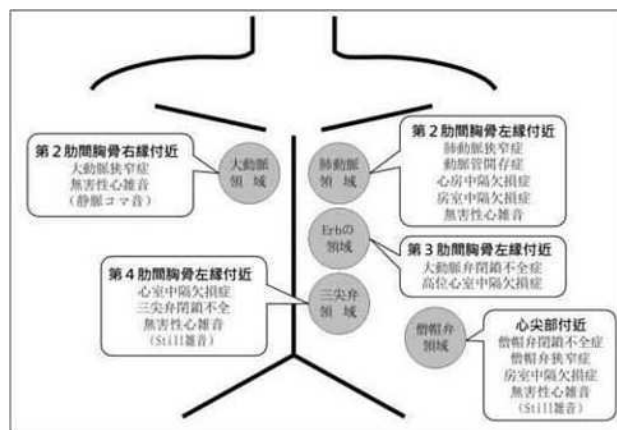 第2肋間胸骨右縁付近
大動脈狭窄症
無害性心雑音
(静脈コマ音)
大動脈
領 域
肺動脈
領 域
第2肋間胸骨左縁付近
肺動脈狭窄症
動脈管開存症
心房中隔欠損症
房室中隔欠損症
無害性心雑音
Erbの
領域
第3肋間胸骨左縁付近
大動脈弁閉鎖不全症
高位心室中隔欠損症
第4肋間胸骨左縁付近
心室中隔欠損症
三尖弁閉鎖不全
無害性心雑音
(Still雑音)
三尖弁
領 域
僧帽弁
領域
心尖部付近
僧帽弁閉鎖不全症
僧帽弁狭窄症
房室中隔欠損症
無害性心雑音
(Still雑音)